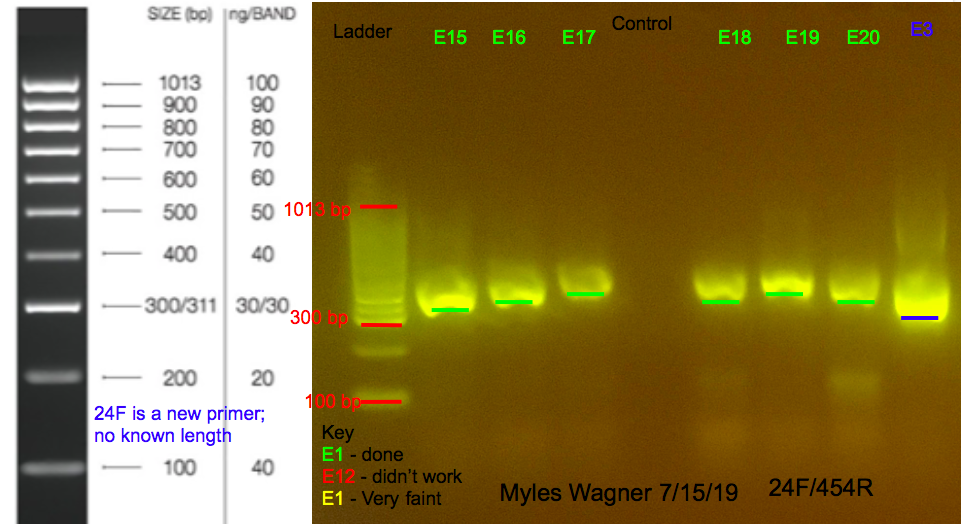 SIZE (bp) ng/BAND
1013 100
900 90
800 80
700 70
600 60
500 50
400 40
300/311 30/30
200 20
100 40
24F is a new primer;
no known length
Ladder E15 E16 E17 Control E18 E19 E20 E3
1013 bp
300 bp
100 bp
Key
E1 - done
E12 - didn't work
E1 - Very faint
Myles Wagner 7/15/19 24F/454R